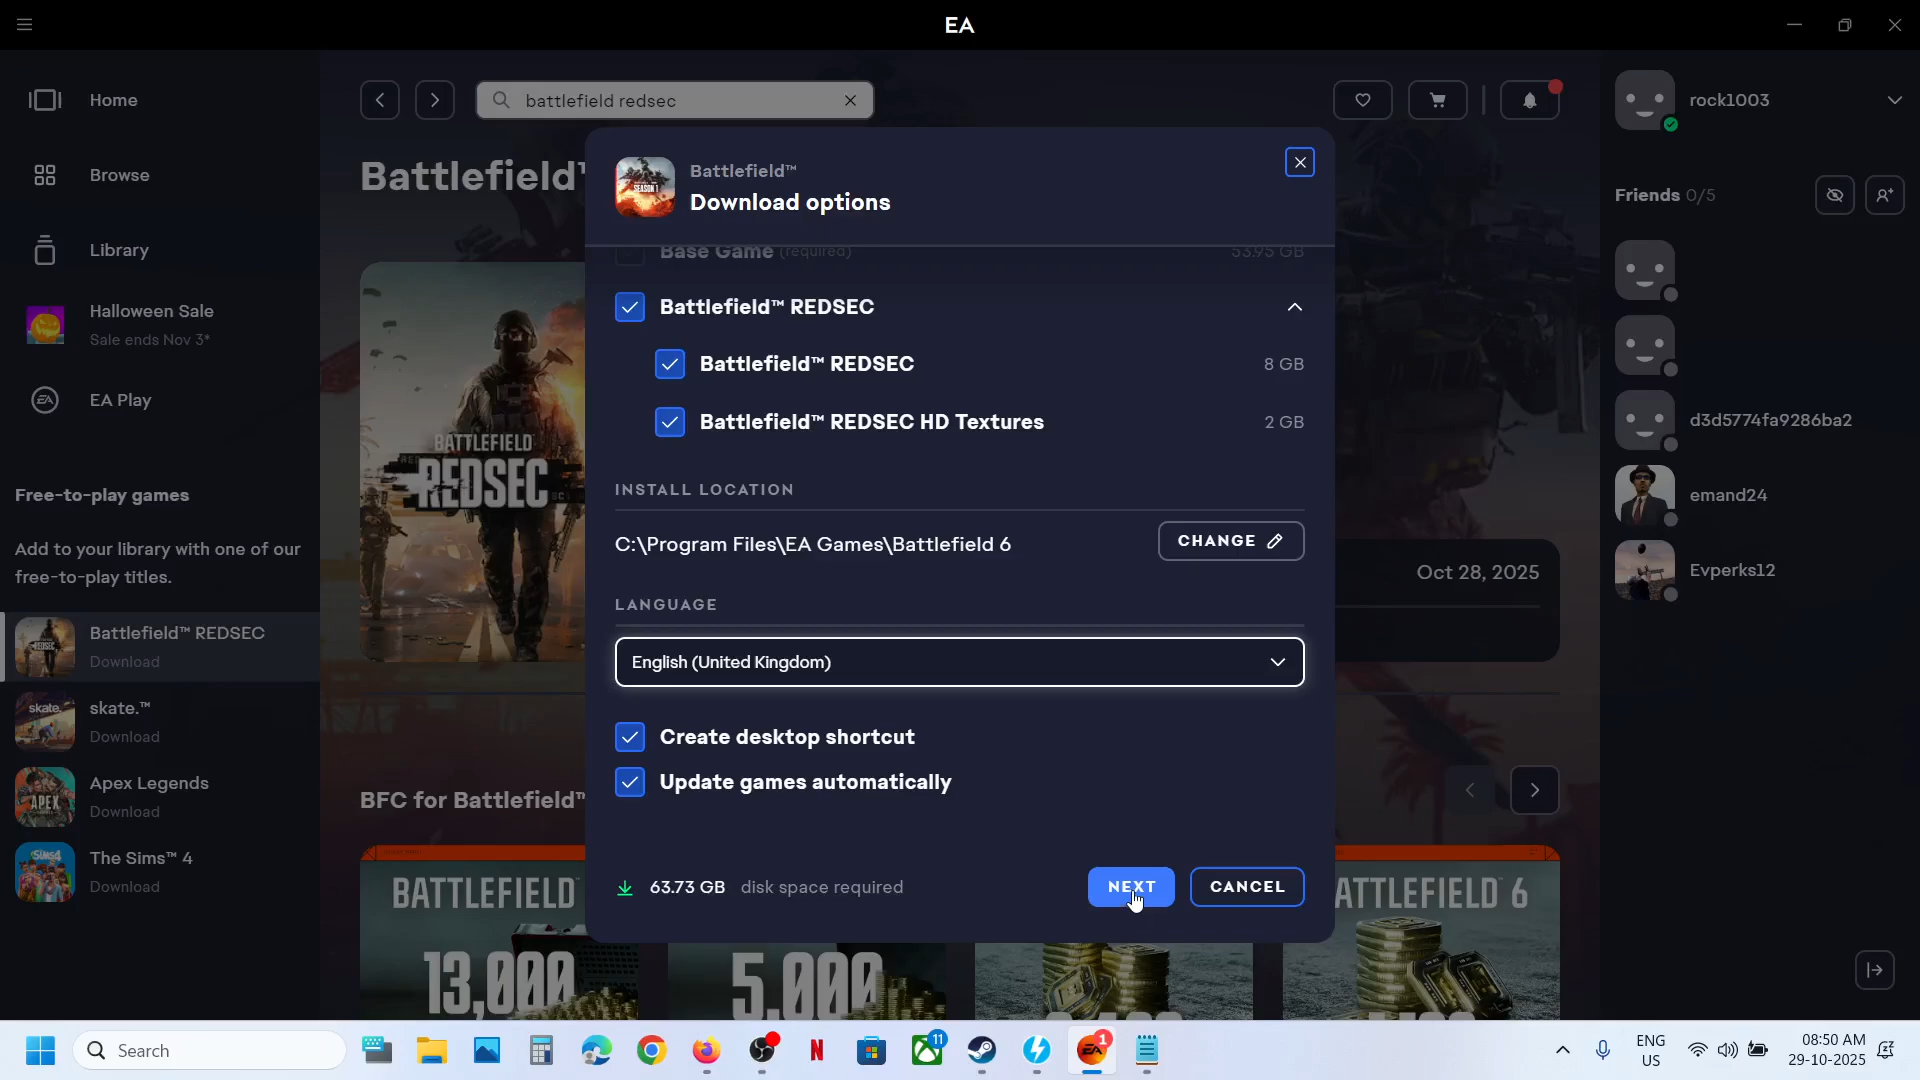 EA
Home
Browse
Library
Halloween Sale
Sale ends Nov 3*
EA Play
Free-to-play games
Add to your library with one of our
free-to-play titles.
Battlefield™ REDSEC
Download
skate.™
Download
Apex Legends
Download
The Sims™ 4
Download
battlefield redsec
Battlefield™
BATTLEFIELD
REDSEC
Oct 28, 2025
BFC for Battlefield™
BATTLEFIELD
13,000
5,000
BATTLEFIELD 6
SEASON 1
Battlefield™
Download options
Base Game (required)
53.95 GB
Battlefield™ REDSEC
Battlefield™ REDSEC
8 GB
Battlefield™ REDSEC HD Textures
2 GB
INSTALL LOCATION
C:\Program Files\EA Games\Battlefield 6
CHANGE
LANGUAGE
English (United Kingdom)
Create desktop shortcut
Update games automatically
63.73 GB disk space required
NEXT
CANCEL
rock1003
Friends 0/5
d3d5774fa9286ba2
emand24
Evperks12
Search
11
1
ENG
US
08:50 AM
29-10-2025